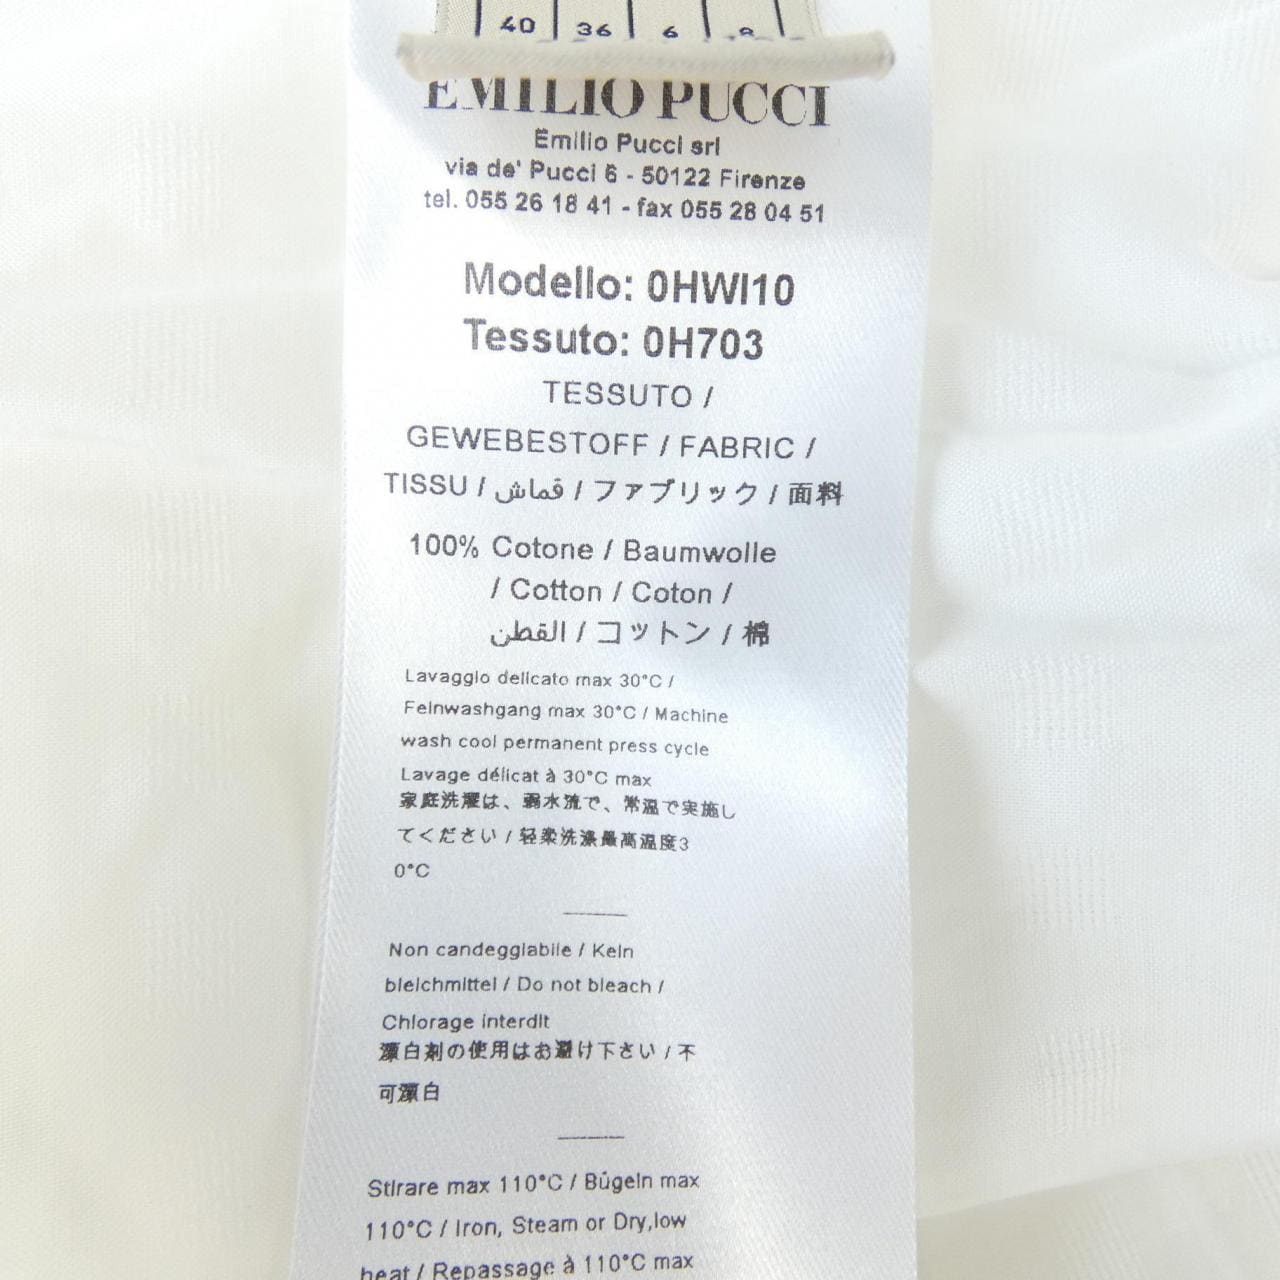 40 36 6 8
EMILIO PUCCI
Emilio Pucci srl
via de' Pucci 6 - 50122 Firenze
tel. 055 26 18 41 - fax 055 28 04 51
Modello: 0HWI10
Tessuto: 0H703
TESSUTO /
GEWEBESTOFF / FABRIC /
TISSU / قماش / ファブリック / 面料
100% Cotone / Baumwolle
/ Cotton / Coton /
القطن / コットン / 棉
Lavaggio delicato max 30°C /
Feinwashgang max 30°C / Machine
wash cool permanent press cycle
Lavage délicat à 30°C max
家庭洗濯は、弱水流で、常温で実施し
てください / 轻柔洗涤最高温度3
0°C
Non candeggiabile / Kein
bleichmittel / Do not bleach /
Chlorage interdit
漂白剤の使用はお避け下さい / 不
可漂白
Stirare max 110°C / Bügeln max
110°C / Iron, Steam or Dry,low
heat / Repassage à 110°C max